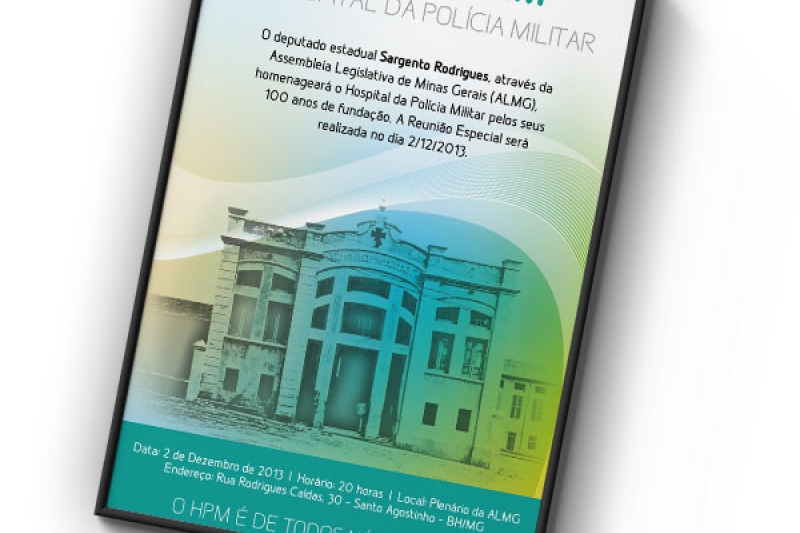 HOSPITAL DA POLÍCIA MILITAR
O deputado estadual Sargento Rodrigues, através da
Assembleia Legislativa de Minas Gerais (ALMG),
homenageará o Hospital da Polícia Militar pelos seus
100 anos de fundação. A Reunião Especial será
realizada no dia 2/12/2013.
Data: 2 de Dezembro de 2013 | Horário: 20 horas | Local: Plenário da ALMG
Endereço: Rua Rodrigues Caldas, 30 - Santo Agostinho - BH/MG
O HPM É DE TODOS